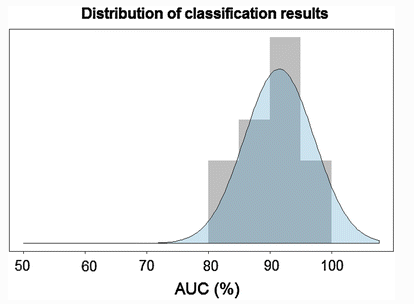 Distribution of classification results
50 60 70 80 90 100
AUC (%)